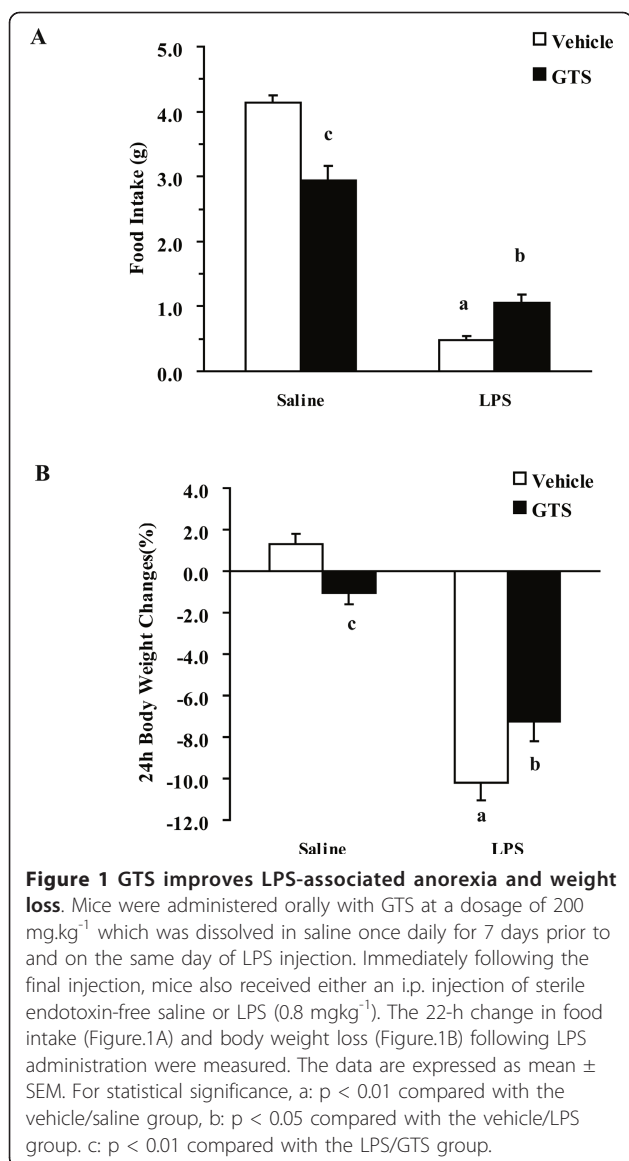 A
5.0
4.0
3.0
2.0
1.0
0.0
Food Intake (g)
Vehicle
GTS
c
a
b
Saline
LPS
B
4.0
2.0
0.0
-2.0
-4.0
-6.0
-8.0
-10.0
-12.0
24h Body Weight Changes(%)
Vehicle
GTS
c
a
b
Saline
LPS
Figure 1 GTS improves LPS-associated anorexia and weight
loss. Mice were administered orally with GTS at a dosage of 200
mg.kg-1 which was dissolved in saline once daily for 7 days prior to
and on the same day of LPS injection. Immediately following the
final injection, mice also received either an i.p. injection of sterile
endotoxin-free saline or LPS (0.8 mgkg-1). The 22-h change in food
intake (Figure.1A) and body weight loss (Figure.1B) following LPS
administration were measured. The data are expressed as mean ±
SEM. For statistical significance, a: p < 0.01 compared with the
vehicle/saline group, b: p < 0.05 compared with the vehicle/LPS
group. c: p < 0.01 compared with the LPS/GTS group.